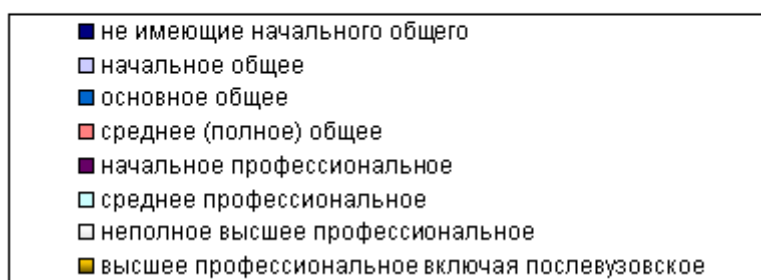 не имеющие начального общего
начальное общее
основное общее
среднее (полное) общее
начальное профессиональное
среднее профессиональное
неполное высшее профессиональное
высшее профессиональное включая послевузовское